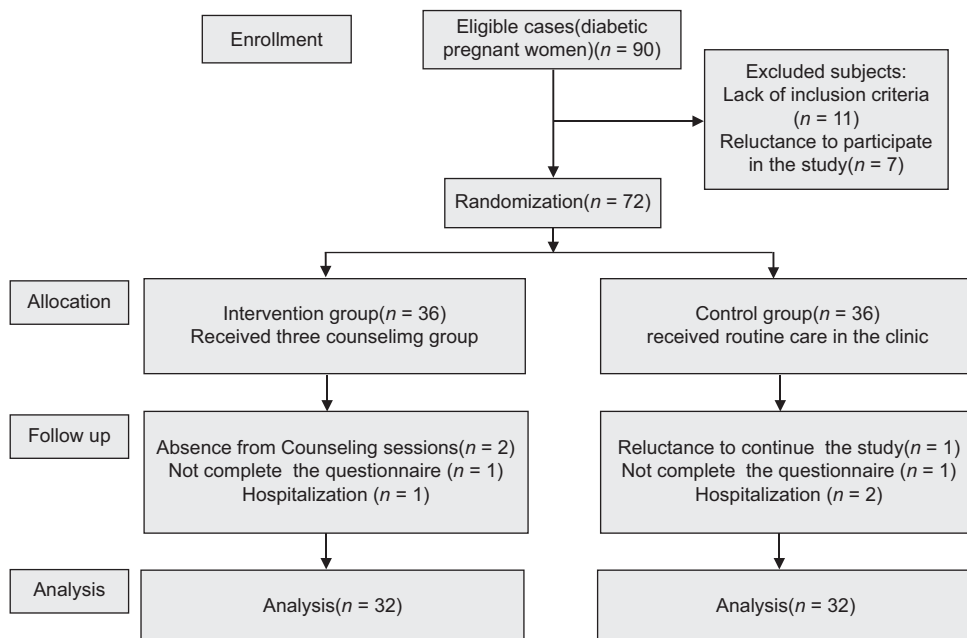 Enrollment
Eligible cases(diabetic
pregnant women)(n = 90)
Excluded subjects:
Lack of inclusion criteria
(n = 11)
Reluctance to participate
in the study(n = 7)
Randomization(n = 72)
Allocation
Intervention group(n = 36)
Received three counselimg group
Control group(n = 36)
received routine care in the clinic
Follow up
Absence from Counseling sessions(n = 2)
Not complete the questionnaire (n = 1)
Hospitalization (n = 1)
Reluctance to continue the study(n = 1)
Not complete the questionnaire (n = 1)
Hospitalization (n = 2)
Analysis
Analysis(n = 32)
Analysis(n = 32)